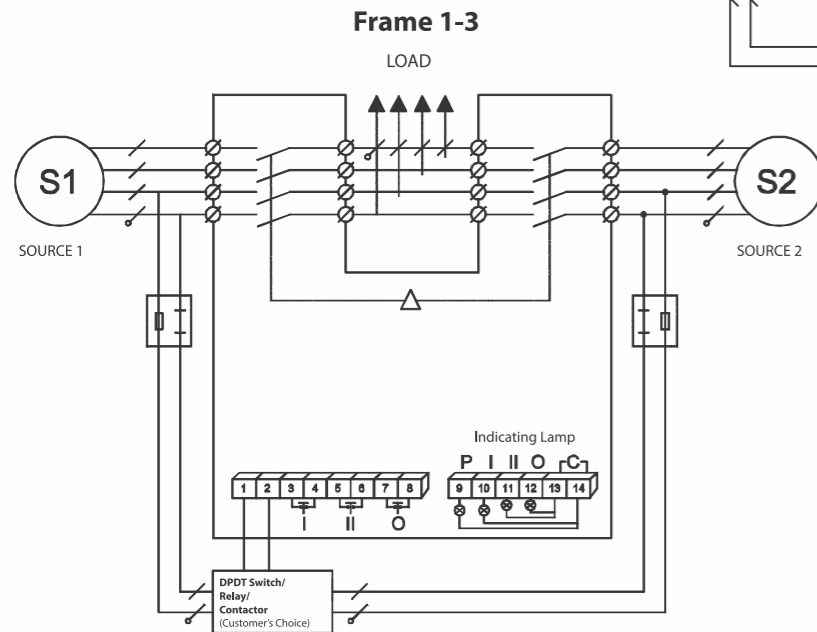 Frame 1-3
LOAD
S1
S2
SOURCE 1
SOURCE 2
Indicating Lamp
P I II O C
1 2 3 4 5 6 7 8
9 10 11 12 13 14
I II O
DPDT Switch/
Relay/
Contactor
(Customer's Choice)